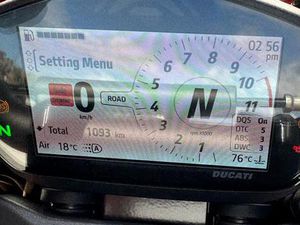 02 56
pm
Setting Menu
10
9
8
7
6
5
4
3
2
1
11
0
km/h
ROAD
N
N
rpm x1000
Total 1093 km
DQS On
DTC 5
ABS 3
DWC 3
Air 18°C (A)
76°c
DUCATI